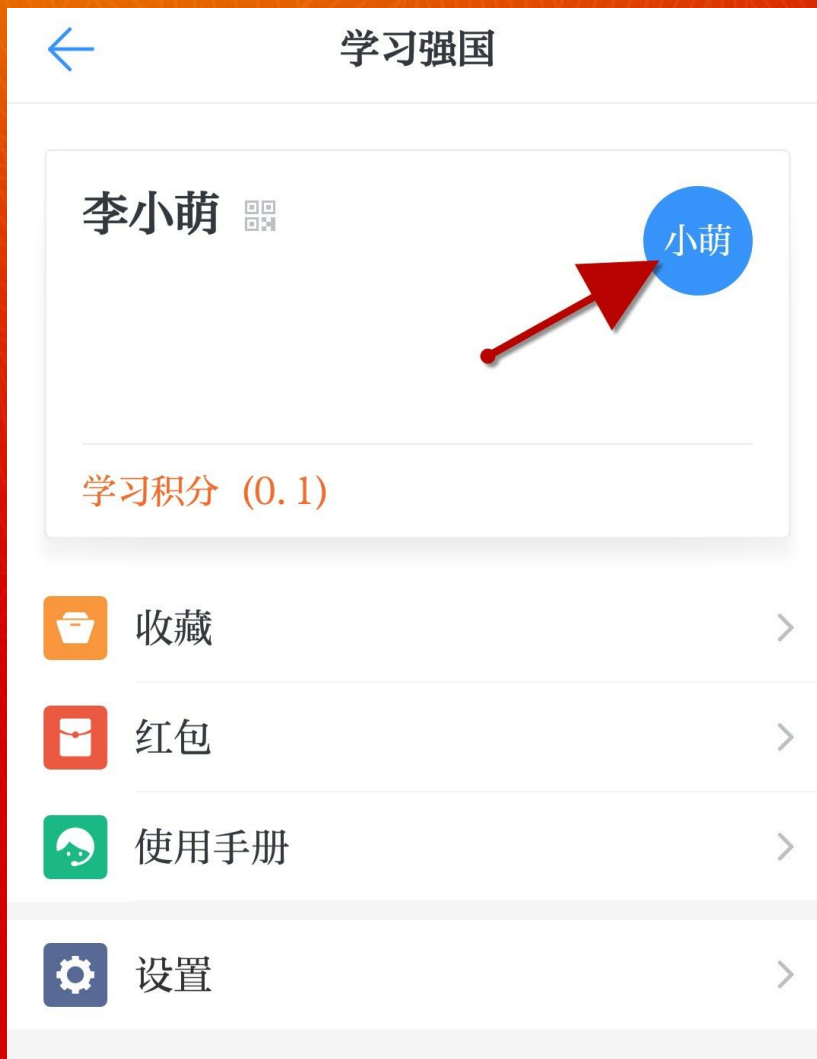 学习强国
李小萌
小萌
学习积分 (0.1)
收藏
红包
使用手册
设置